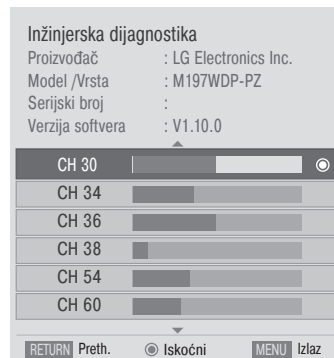 Inžinjerska dijagnostika
Proizvođač : LG Electronics Inc.
Model /Vrsta : M197WDP-PZ
Serijski broj :
Verzija softvera : V1.10.0
CH 30
CH 34
CH 36
CH 38
CH 54
CH 60
RETURN Preth. Iskoćni MENU Izlaz